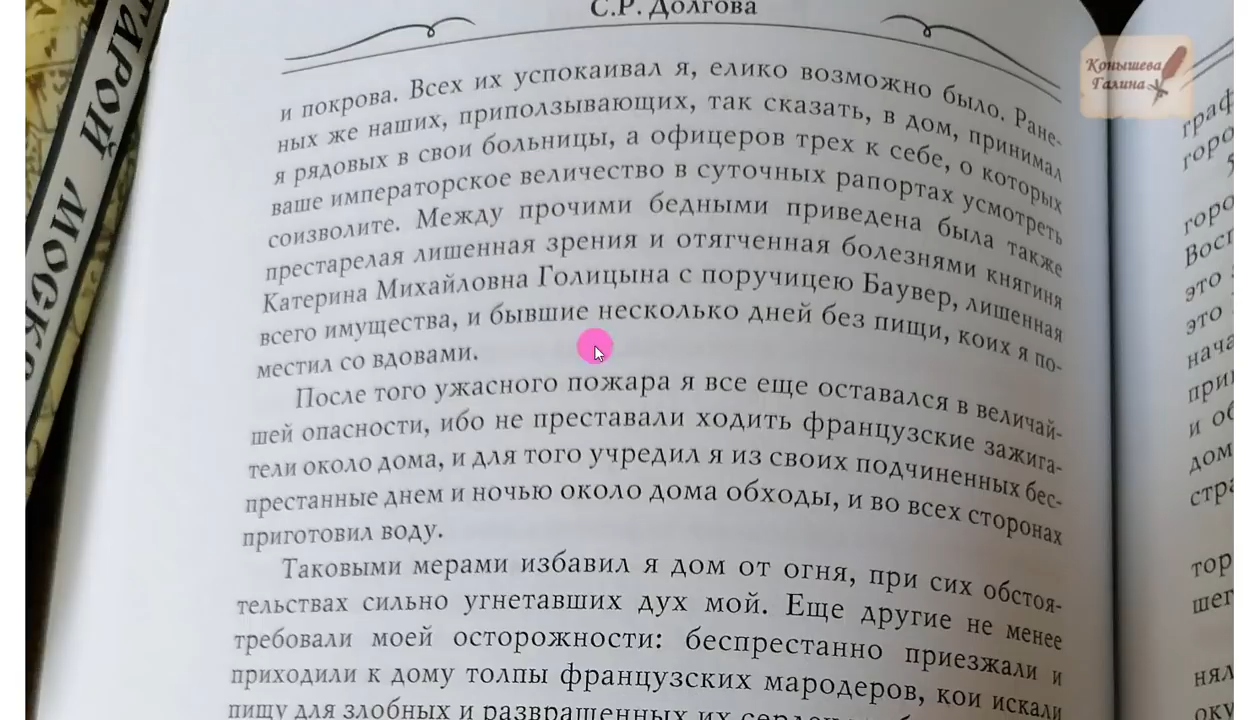 С.Р. Долгова
Конышева
Галина
и покрова. Всех их успокаивал я, елико возможно было. Ране-
ных же наших, приползывающих, так сказать, в дом, принимал
я рядовых в свои больницы, а офицеров трех к себе, о которых
ваше императорское величество в суточных рапортах усмотреть
соизволите. Между прочими бедными приведена была также
престарелая лишенная зрения и отягченная болезнями княгиня
Катерина Михайловна Голицына с поручицею Баувер, лишенная
всего имущества, и бывшие несколько дней без пищи, коих я по-
местил со вдовами.
После того ужасного пожара я все еще оставался в величай-
шей опасности, ибо не преставали ходить французские зажига-
тели около дома, и для того учредил я из своих подчиненных бес-
престанные днем и ночью около дома обходы, и во всех сторонах
приготовил воду.
Таковыми мерами избавил я дом от огня, при сих обстоя-
тельствах сильно угнетавших дух мой. Еще другие не менее
требовали моей осторожности: беспрестанно приезжали и
приходили к дому толпы французских мародеров, кои искали
пищу для злобных и развращенных их